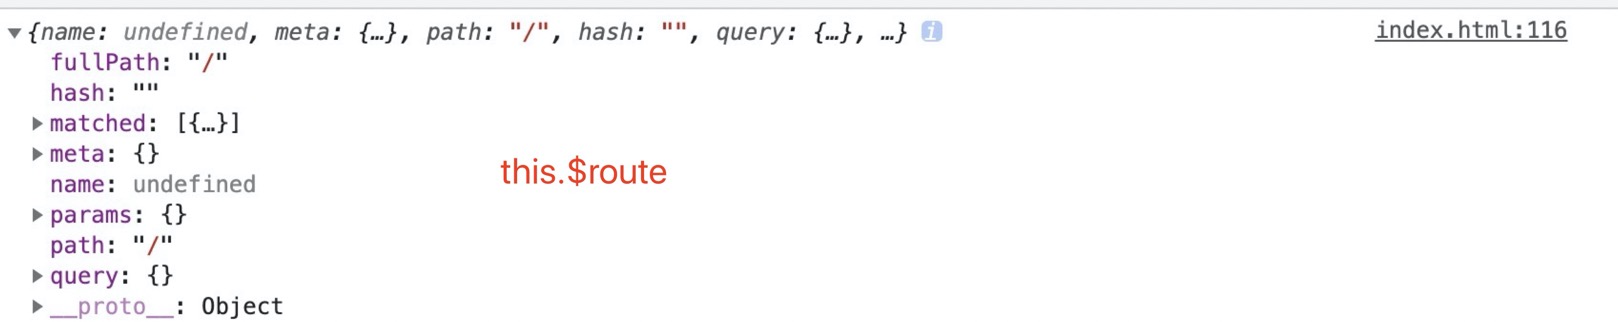 ▼{name: undefined, meta: {…}, path: "/", hash: "", query: {…}, …} i index.html:116
fullPath: "/"
hash: ""
▶matched: [{…}]
▶meta: {}
name: undefined
this.$route
▶params: {}
path: "/"
▶query: {}
▶__proto__: Object